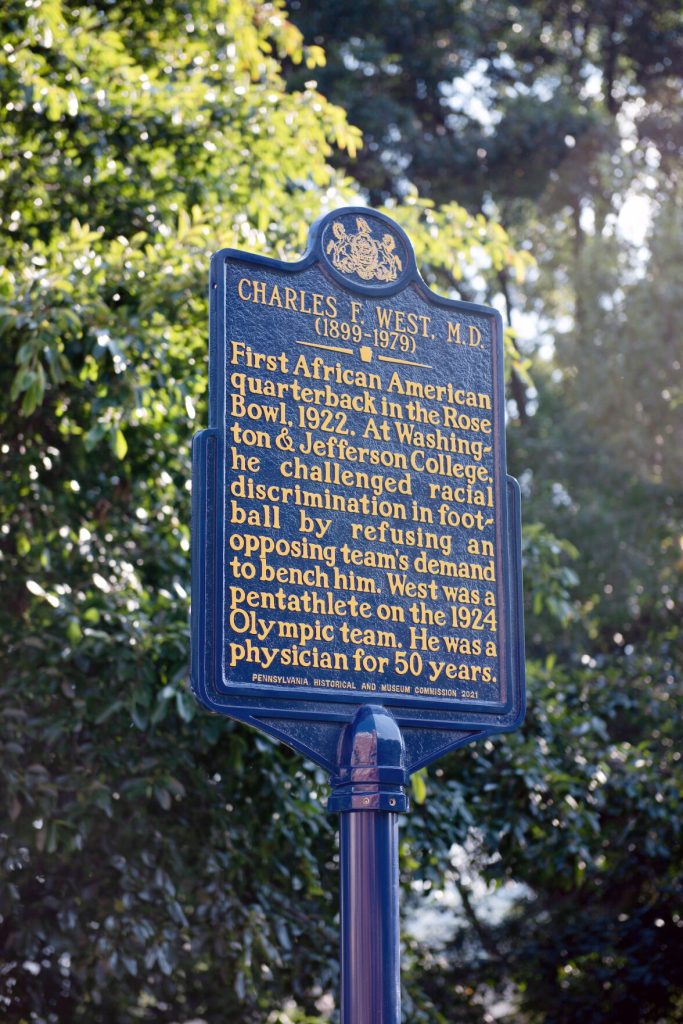 CHARLES F. WEST, M.D.
(1899-1979)
First African American
quarterback in the Rose
Bowl, 1922. At Washing-
ton & Jefferson College,
he challenged racial
discrimination in foot-
ball by refusing an
opposing team's demand
to bench him. West was a
pentathlete on the 1924
Olympic team. He was a
physician for 50 years.
PENNSYLVANIA HISTORICAL AND MUSEUM COMMISSION 2021